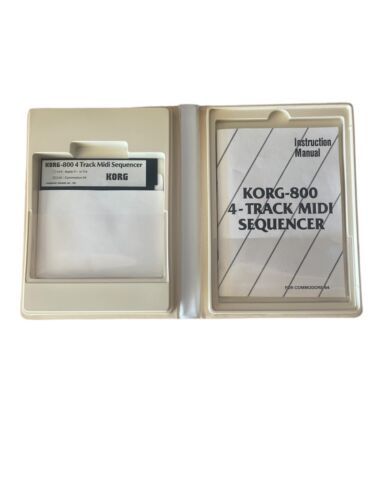 KORG-800 4 Track Midi Sequencer
KORG
Instruction
Manual
KORG-800
4-TRACK MIDI
SEQUENCER
FOR COMMODORE 64